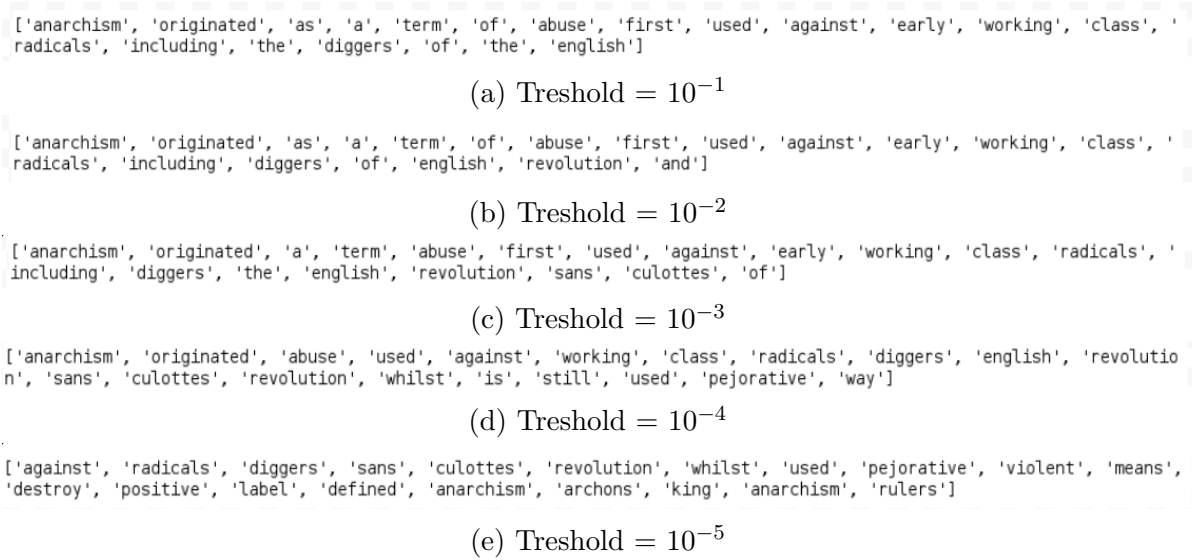 ['anarchism', 'originated', 'as', 'a', 'term', 'of', 'abuse', 'first', 'used', 'against', 'early', 'working', 'class', '
radicals', 'including', 'the', 'diggers', 'of', 'the', 'english']
(a) Treshold = 10⁻¹
['anarchism', 'originated', 'as', 'a', 'term', 'of', 'abuse', 'first', 'used', 'against', 'early', 'working', 'class', '
radicals', 'including', 'diggers', 'of', 'english', 'revolution', 'and']
(b) Treshold = 10⁻²
['anarchism', 'originated', 'a', 'term', 'abuse', 'first', 'used', 'against', 'early', 'working', 'class', 'radicals', '
including', 'diggers', 'the', 'english', 'revolution', 'sans', 'culottes', 'of']
(c) Treshold = 10⁻³
['anarchism', 'originated', 'abuse', 'used', 'against', 'working', 'class', 'radicals', 'diggers', 'english', 'revolutio
n', 'sans', 'culottes', 'revolution', 'whilst', 'is', 'still', 'used', 'pejorative', 'way']
(d) Treshold = 10⁻⁴
['against', 'radicals', 'diggers', 'sans', 'culottes', 'revolution', 'whilst', 'used', 'pejorative', 'violent', 'means',
'destroy', 'positive', 'label', 'defined', 'anarchism', 'archons', 'king', 'anarchism', 'rulers']
(e) Treshold = 10⁻⁵